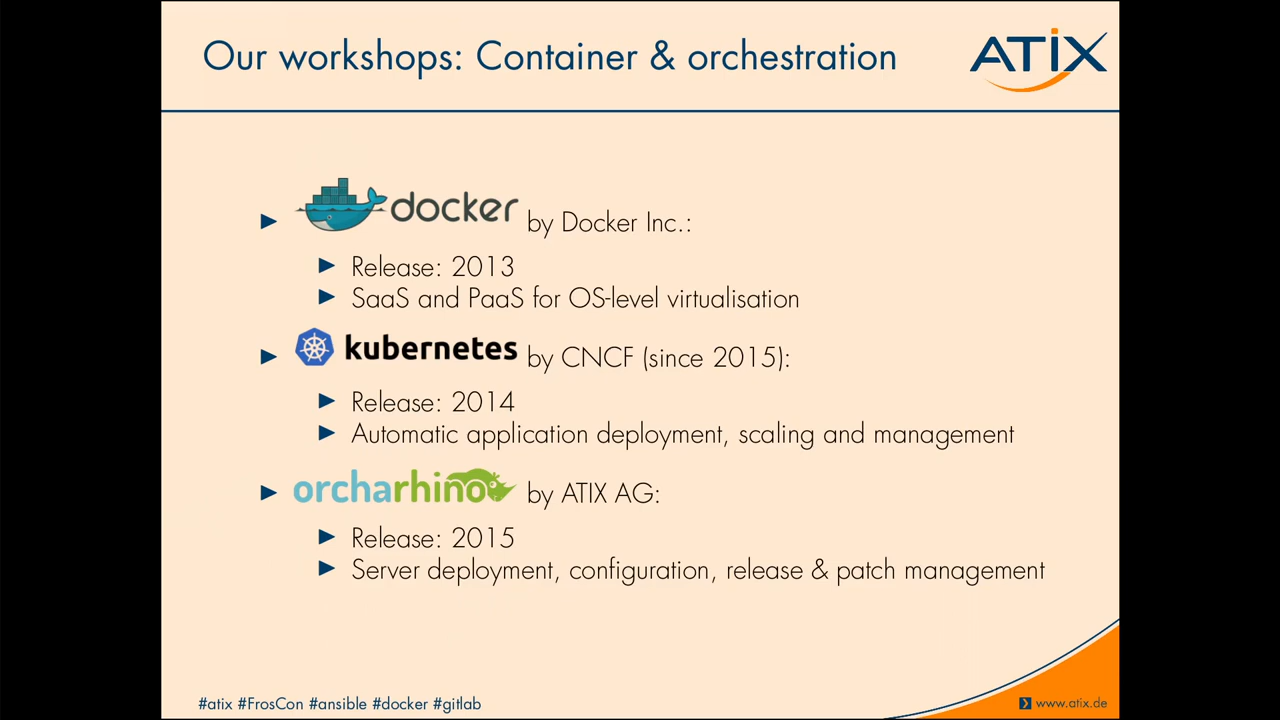 Our workshops: Container & orchestration
ATIX
docker by Docker Inc.:
Release: 2013
SaaS and PaaS for OS-level virtualisation
kubernetes by CNCF (since 2015):
Release: 2014
Automatic application deployment, scaling and management
orcharhino by ATIX AG:
Release: 2015
Server deployment, configuration, release & patch management
#atix #FrosCon #ansible #docker #gitlab
www.atix.de